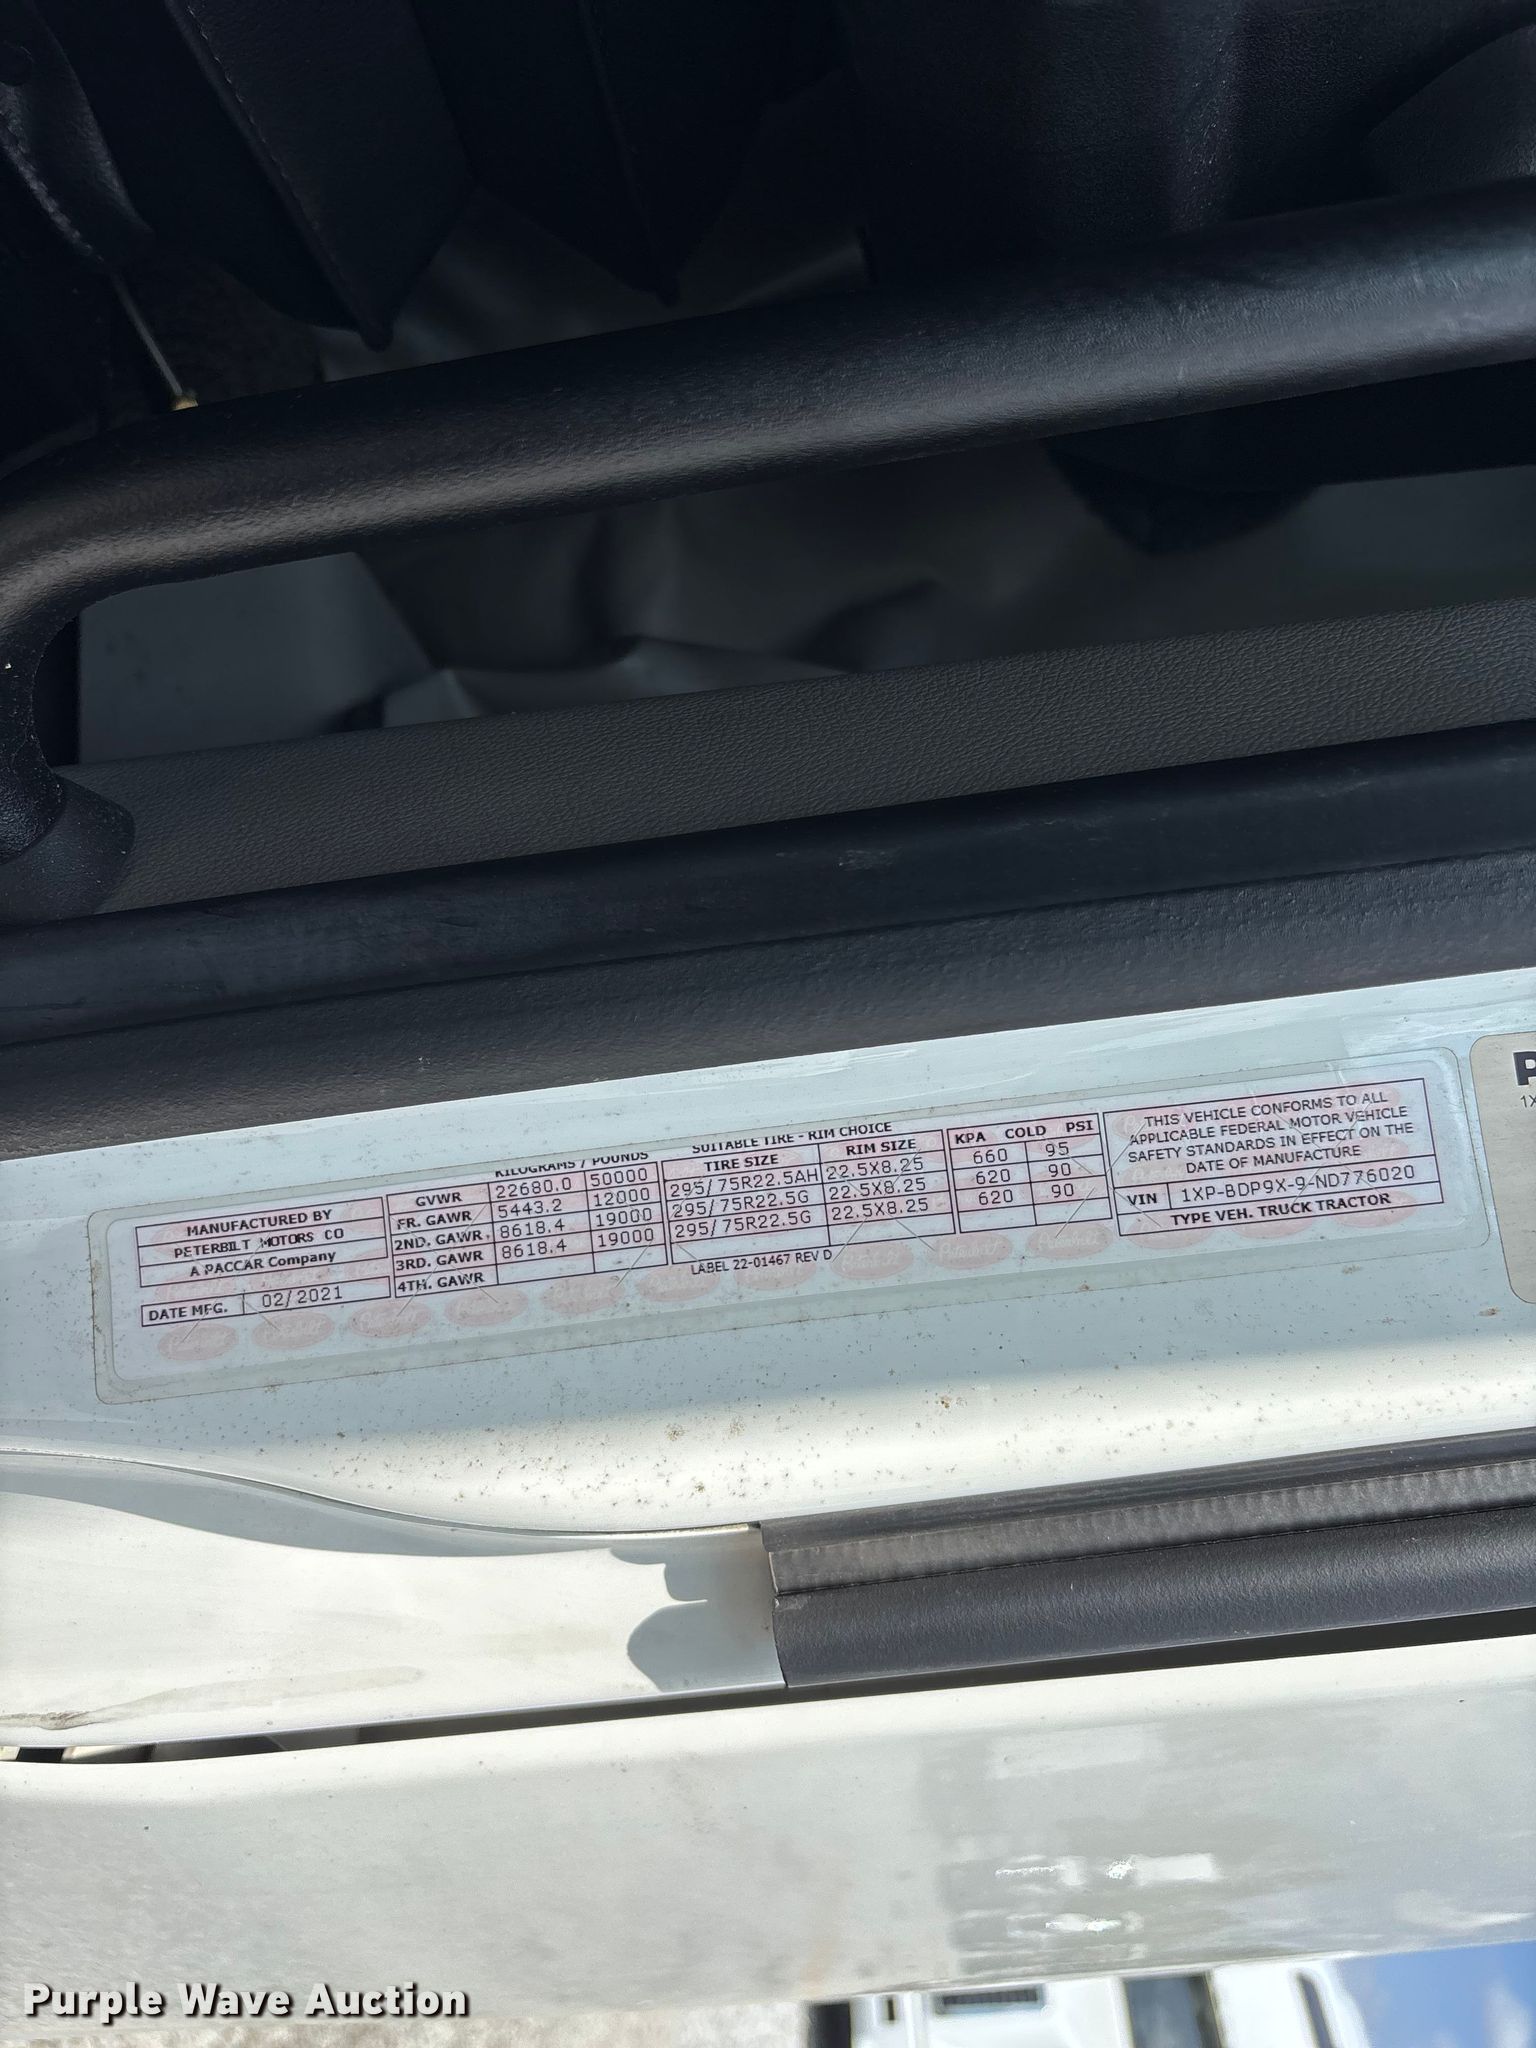 MANUFACTURED BY
PETERBILT MOTORS CO
A PACCAR Company
DATE MFG. 02/2021
KILOGRAMS / POUNDS
GVWR 22680.0 50000
FR. GAWR 5443.2 12000
2ND. GAWR. 8618.4 19000
3RD. GAWR 8618.4 19000
4TH. GAWR
SUITABLE TIRE - RIM CHOICE
TIRE SIZE RIM SIZE KPA COLD PSI
295/75R22.5AH 22.5X8.25 660 95
295/75R22.5G 22.5X8.25 620 90
295/75R22.5G 22.5X8.25 620 90
LABEL 22-01467 REV D
THIS VEHICLE CONFORMS TO ALL
APPLICABLE FEDERAL MOTOR VEHICLE
SAFETY STANDARDS IN EFFECT ON THE
DATE OF MANUFACTURE
VIN 1XP-BDP9X-9-ND776020
TYPE VEH. TRUCK TRACTOR
P
1X
Purple Wave Auction